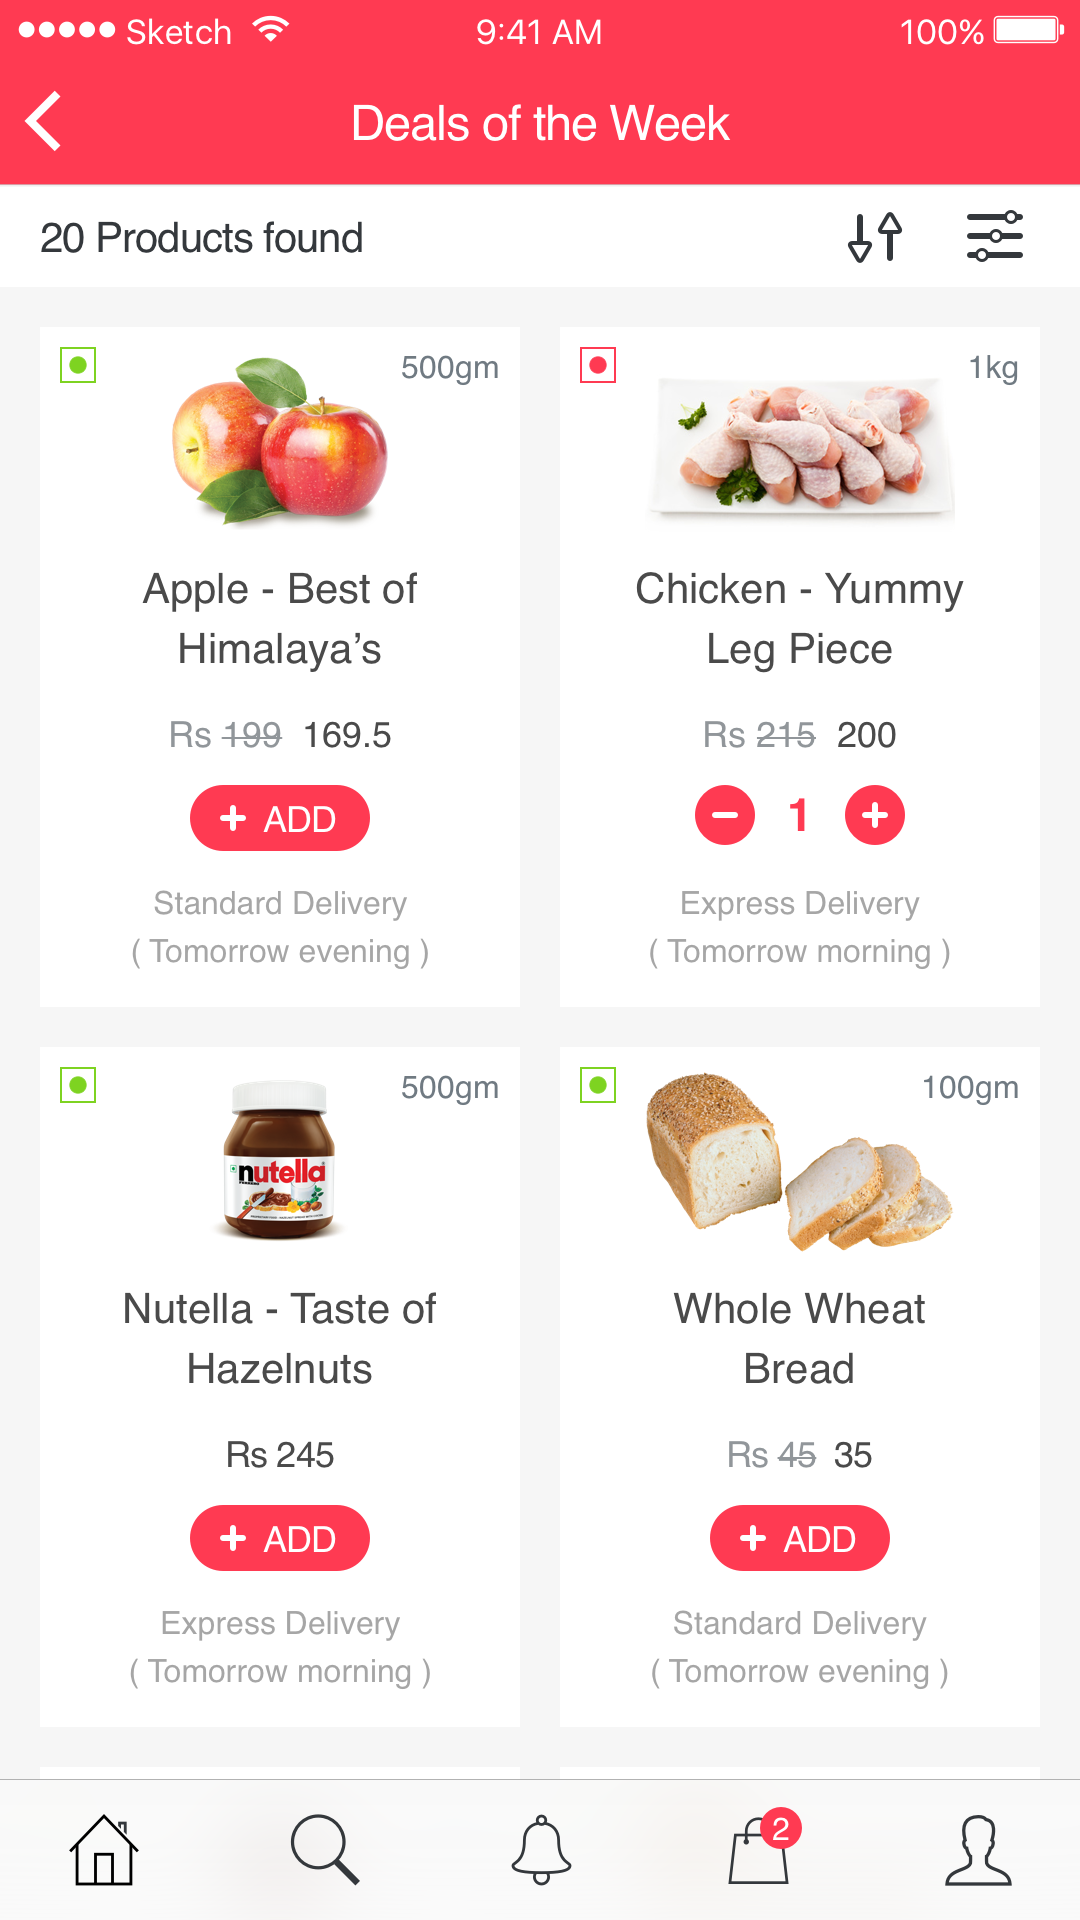 Sketch 9:41 AM 100%
Deals of the Week
20 Products found
500gm
Apple - Best of
Himalaya’s
Rs 199 169.5
+ ADD
Standard Delivery
( Tomorrow evening )
1kg
Chicken - Yummy
Leg Piece
Rs 215 200
1
Express Delivery
( Tomorrow morning )
500gm
nutella
Nutella - Taste of
Hazelnuts
Rs 245
+ ADD
Express Delivery
( Tomorrow morning )
100gm
Whole Wheat
Bread
Rs 45 35
+ ADD
Standard Delivery
( Tomorrow evening )
2